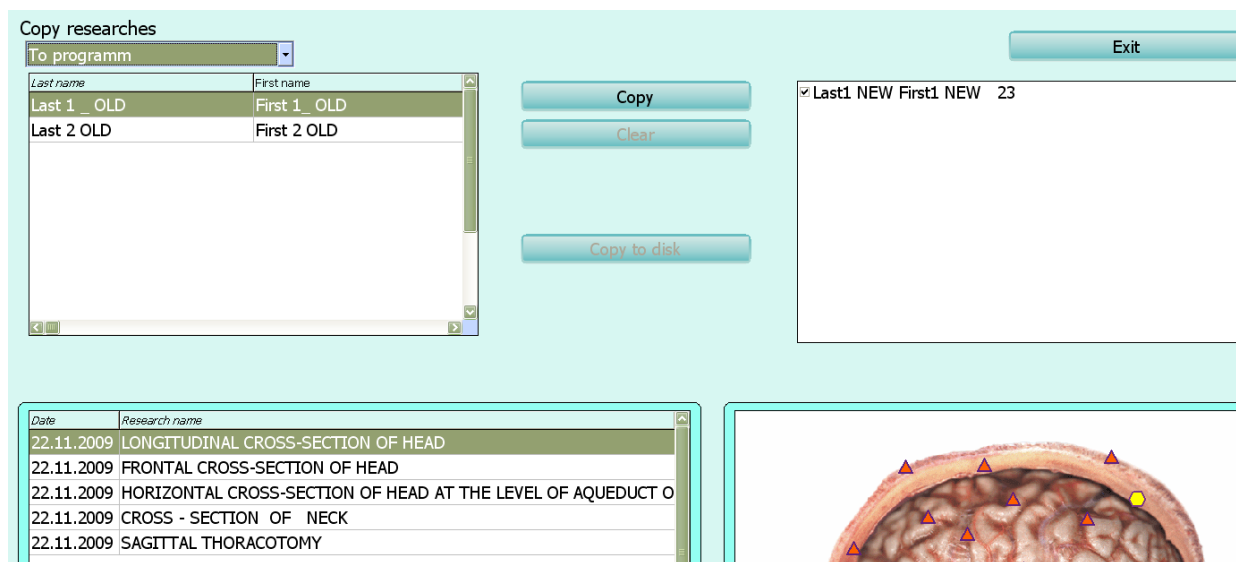 Copy researches
To programm
Exit
Last name First name
Last 1 _ OLD First 1_ OLD
Last 2 OLD First 2 OLD
Copy
Clear
Copy to disk
Last1 NEW First1 NEW 23
Date Research name
22.11.2009 LONGITUDINAL CROSS-SECTION OF HEAD
22.11.2009 FRONTAL CROSS-SECTION OF HEAD
22.11.2009 HORIZONTAL CROSS-SECTION OF HEAD AT THE LEVEL OF AQUEDUCT O
22.11.2009 CROSS - SECTION OF NECK
22.11.2009 SAGITTAL THORACOTOMY